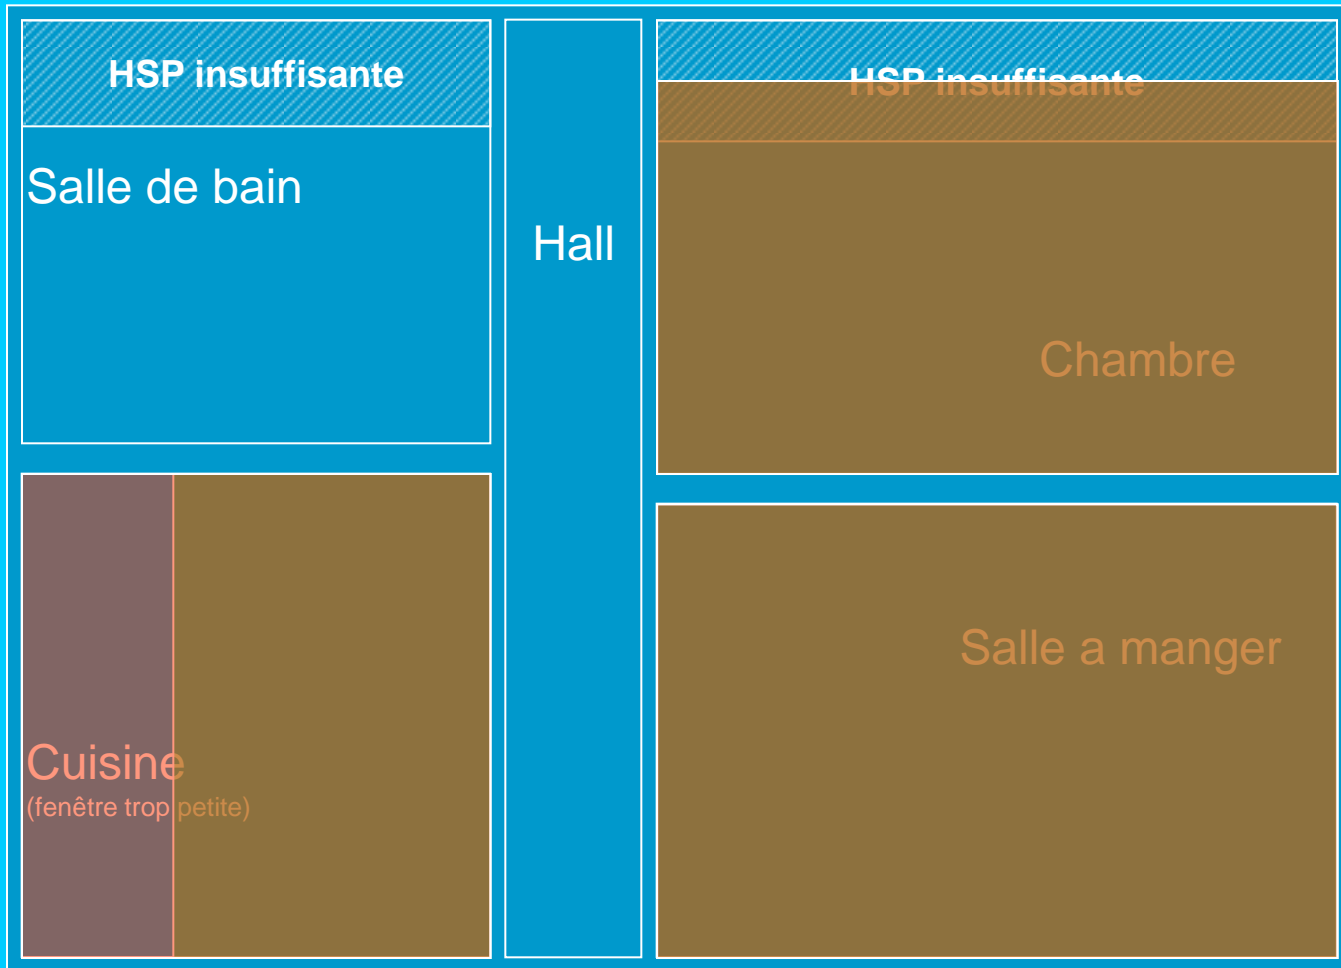 HSP insuffisante
HSP insuffisante
Salle de bain
Hall
Chambre
Salle a manger
Cuisine
(fenêtre trop petite)